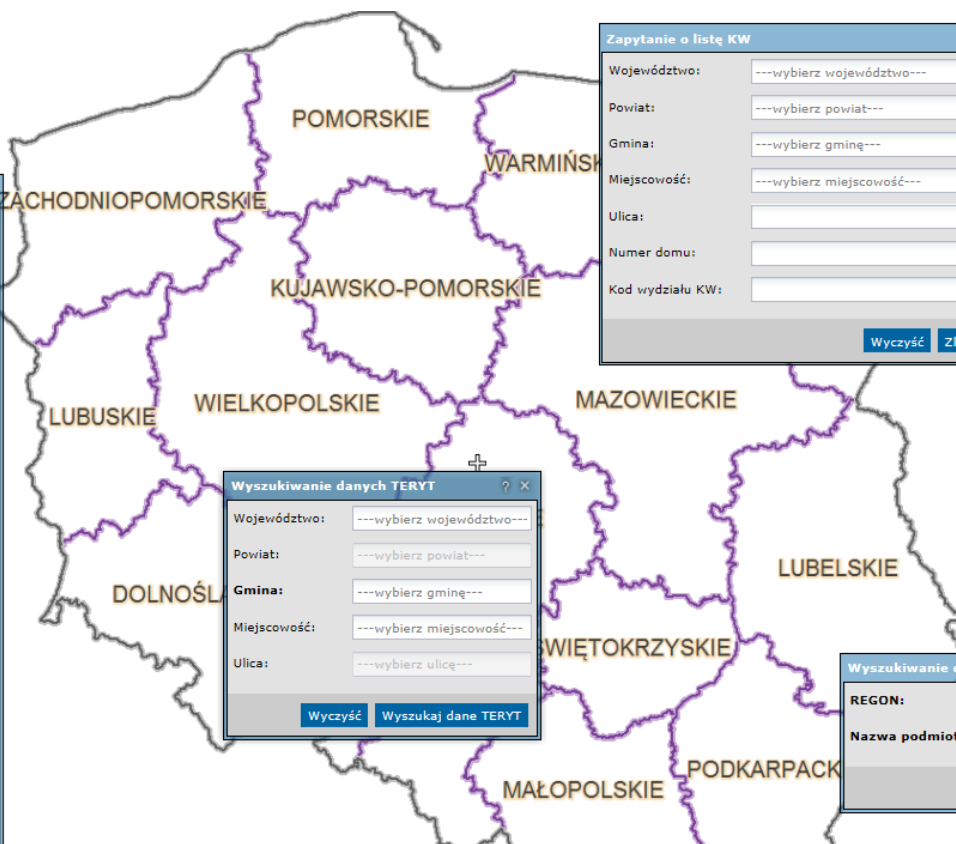 Zapytanie o listę KW
Województwo: ---wybierz województwo---
Powiat: ---wybierz powiat---
Gmina: ---wybierz gminę---
Miejscowość: ---wybierz miejscowość---
Ulica:
Numer domu:
Kod wydziału KW:
Wyczyść
POMORSKIE
WARMIŃSK
ZACHODNIOPOMORSKIE
KUJAWSKO-POMORSKIE
LUBUSKIE
WIELKOPOLSKIE
MAZOWIECKIE
Wyszukiwanie danych TERYT ? ×
Województwo: ---wybierz województwo---
Powiat: ---wybierz powiat---
Gmina: ---wybierz gminę---
Miejscowość: ---wybierz miejscowość---
Ulica: ---wybierz ulicę---
Wyczyść Wyszukaj dane TERYT
DOLNOŚL
LUBELSKIE
ŚWIĘTOKRZYSKIE
Wyszukiwanie
REGON:
Nazwa podmiot
MAŁOPOLSKIE
PODKARPACK